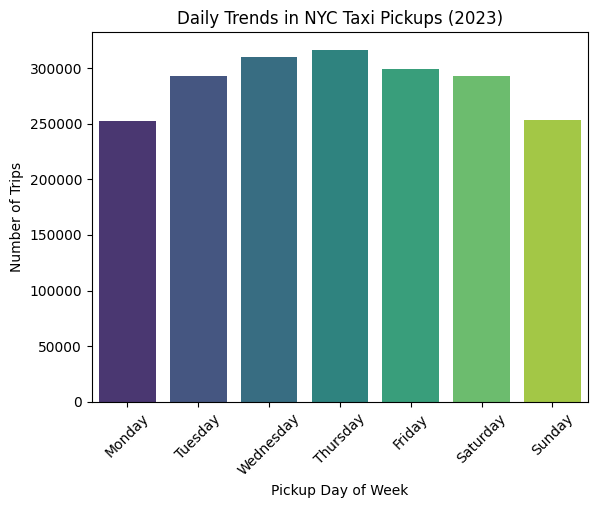 Daily Trends in NYC Taxi Pickups (2023)
Number of Trips
300000
250000
200000
150000
100000
50000
0
Monday
Tuesday
Wednesday
Thursday
Friday
Saturday
Sunday
Pickup Day of Week